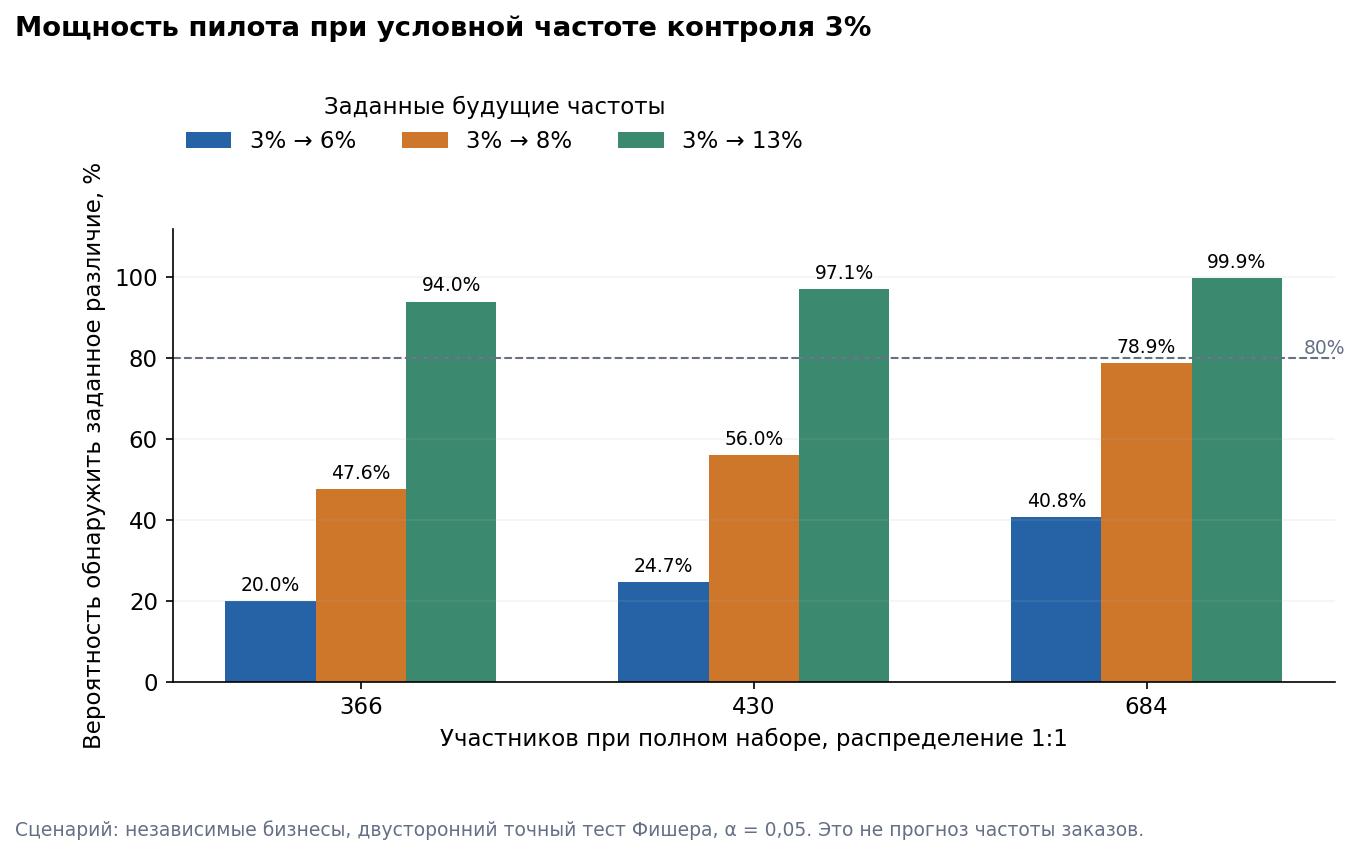 Мощность пилота при условной частоте контроля 3%
Заданные будущие частоты
3% → 6%
3% → 8%
3% → 13%
Вероятность обнаружить заданное различие, %
100
80
60
40
20
0
20.0%
47.6%
94.0%
24.7%
56.0%
97.1%
40.8%
78.9%
99.9%
80%
366
430
684
Участников при полном наборе, распределение 1:1
Сценарий: независимые бизнесы, двусторонний точный тест Фишера, α = 0,05. Это не прогноз частоты заказов.